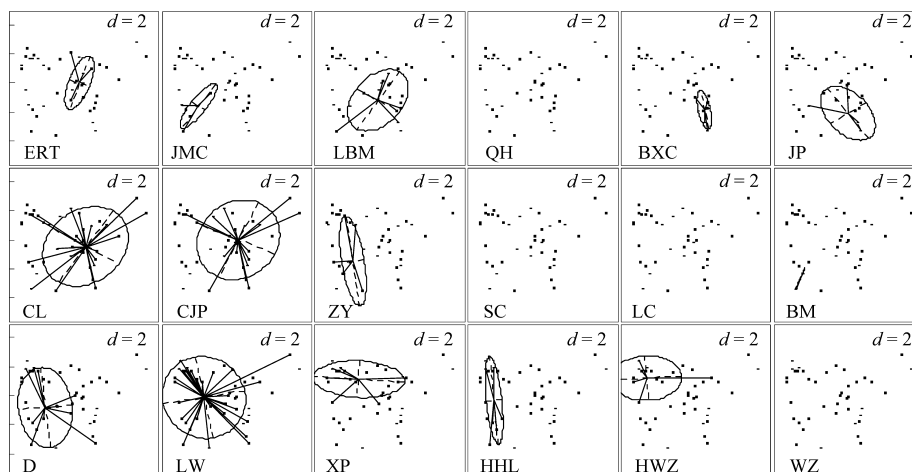 d = 2 d = 2 d = 2 d = 2 d = 2 d = 2
ERT JMC LBM QH BXC JP
d = 2 d = 2 d = 2 d = 2 d = 2 d = 2
CL CJP ZY SC LC BM
d = 2 d = 2 d = 2 d = 2 d = 2 d = 2
D LW XP HHL HWZ WZ